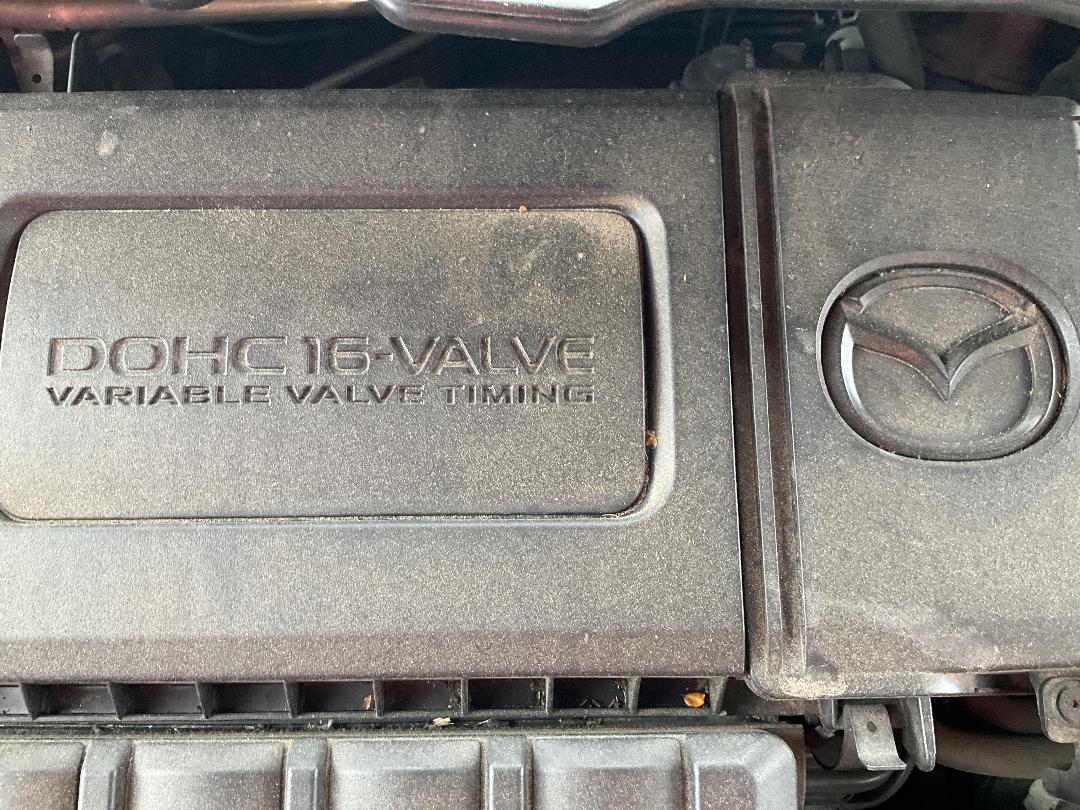 DOHC 16-VALVE
VARIABLE VALVE TIMING